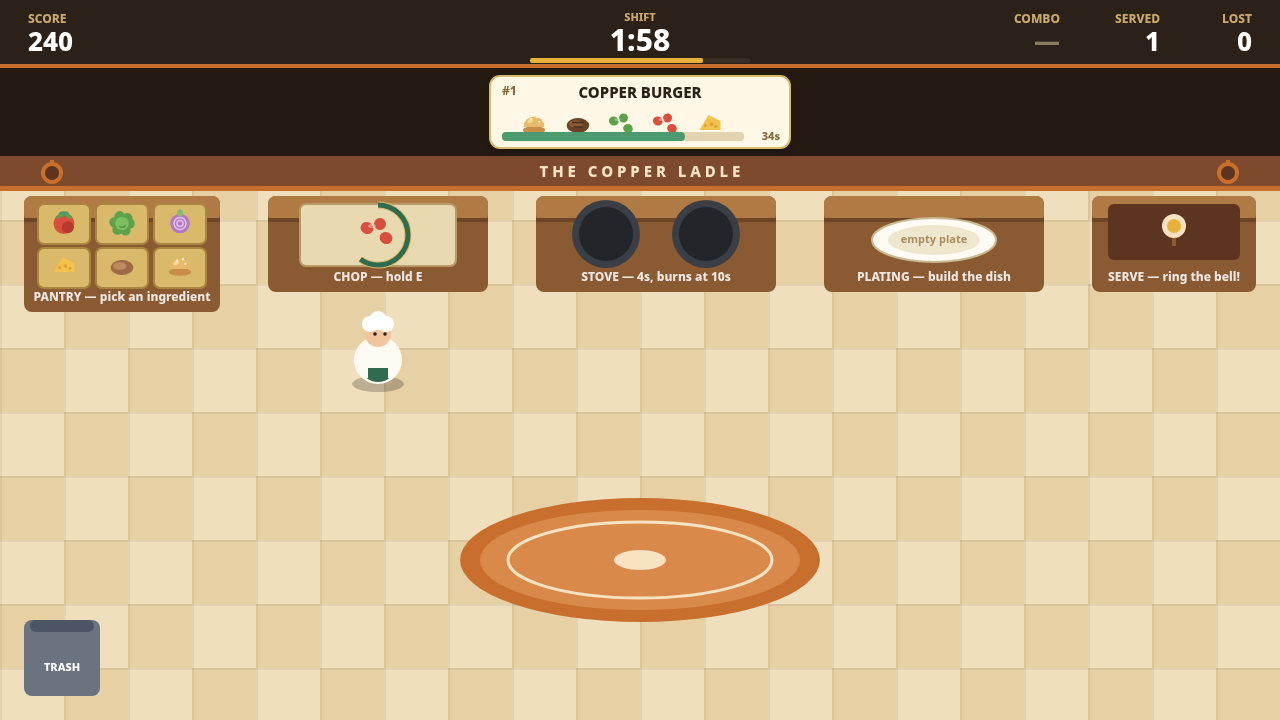 SCORE
240
SHIFT
1:58
COMBO
—
SERVED
1
LOST
0
#1
COPPER BURGER
34s
THE COPPER LADLE
PANTRY — pick an ingredient
CHOP — hold E
STOVE — 4s, burns at 10s
empty plate
PLATING — build the dish
SERVE — ring the bell!
TRASH